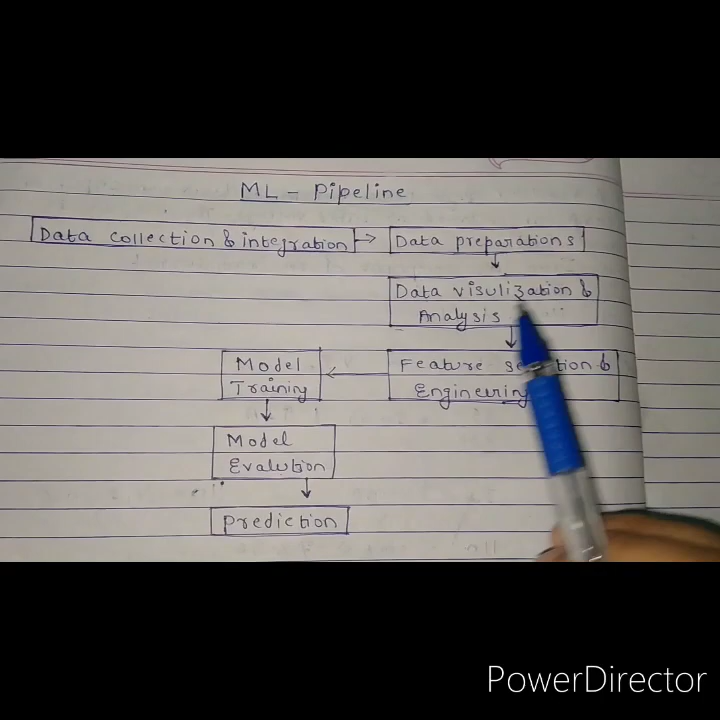 ML - Pipeline
Data collection & integration
Data preparations
Data visulization &
Analysis
Feature &
Engineering
Model
Training
Model
Evalution
prediction
PowerDirector